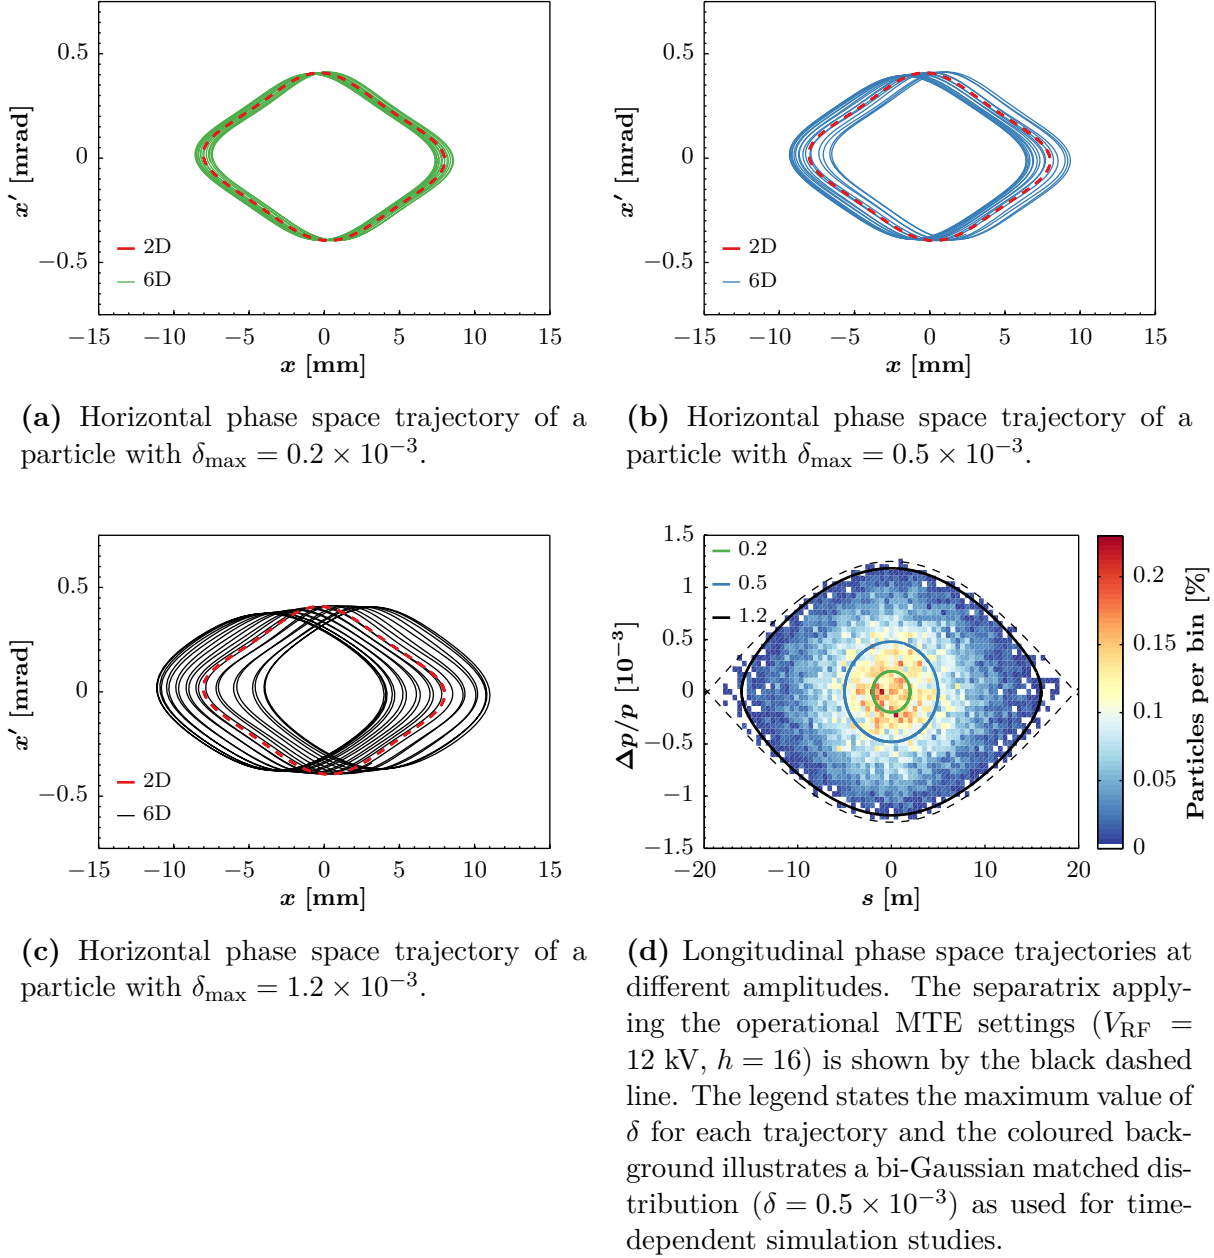 0.5
0
−0.5
x′ [mrad]
2D
6D
−15 −10 −5 0 5 10 15
x [mm]
(a) Horizontal phase space trajectory of a
particle with δmax = 0.2 × 10−3.
0.5
0
−0.5
x′ [mrad]
2D
6D
−15 −10 −5 0 5 10 15
x [mm]
(b) Horizontal phase space trajectory of a
particle with δmax = 0.5 × 10−3.
0.5
0
−0.5
x′ [mrad]
2D
6D
−15 −10 −5 0 5 10 15
x [mm]
(c) Horizontal phase space trajectory of a
particle with δmax = 1.2 × 10−3.
1.5
1
0.5
0
−0.5
−1
−1.5
Δp/p [10−3]
0.2
0.5
1.2
−20 −10 0 10 20
s [m]
0.2
0.15
0.1
0.05
0
Particles per bin [%]
(d) Longitudinal phase space trajectories at
different amplitudes. The separatrix apply-
ing the operational MTE settings (VRF =
12 kV, h = 16) is shown by the black dashed
line. The legend states the maximum value of
δ for each trajectory and the coloured back-
ground illustrates a bi-Gaussian matched dis-
tribution (δ = 0.5 × 10−3) as used for time-
dependent simulation studies.